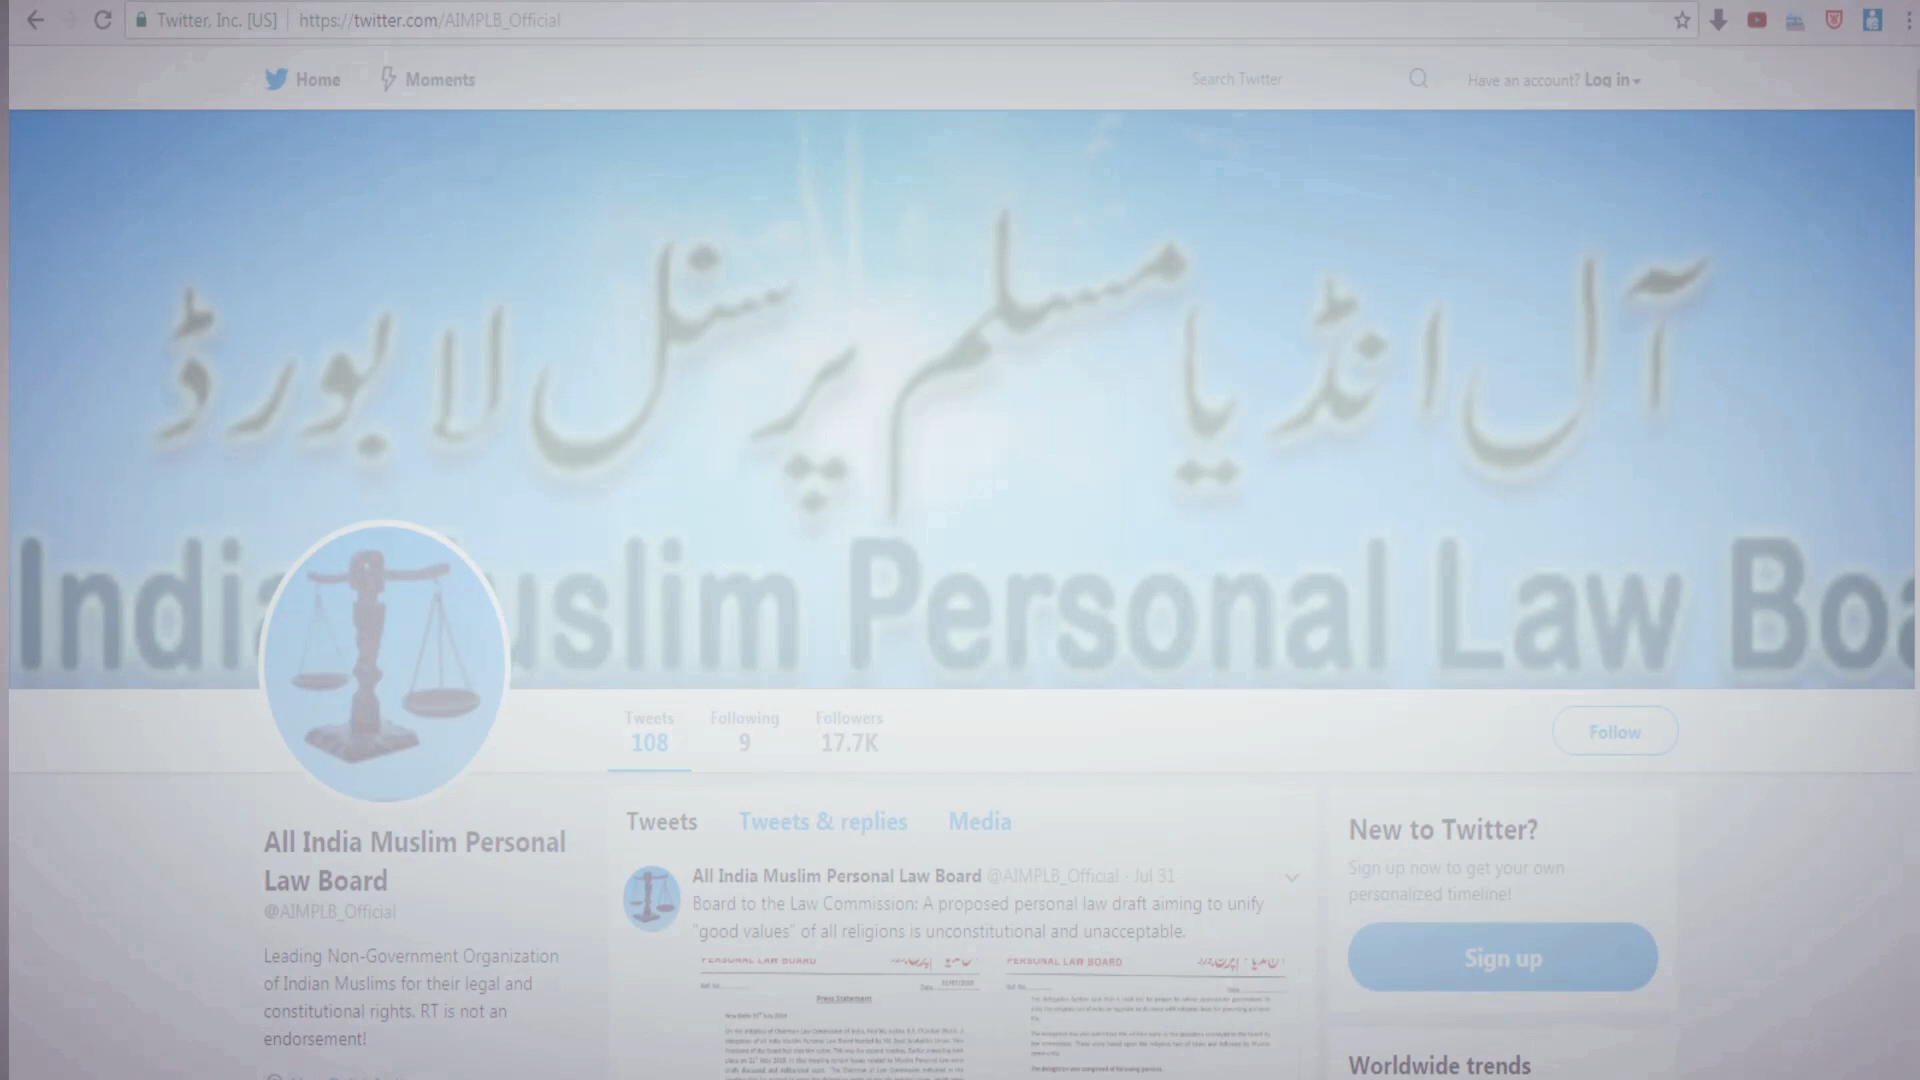 Twitter, Inc. [US] https://twitter.com/AIMPLB_Official
Home Moments Search Twitter Have an account? Log in
آل انڈیا مسلم پرسنل لا بورڈ
India Muslim Personal Law Boa
Tweets Following Followers
108 9 17.7K
Follow
All India Muslim Personal
Law Board
@AIMPLB_Official
Leading Non-Government Organization
of Indian Muslims for their legal and
constitutional rights. RT is not an
endorsement!
Tweets Tweets & replies Media
All India Muslim Personal Law Board @AIMPLB_Official · Jul 31
Board to the Law Commission: A proposed personal law draft aiming to unify
"good values" of all religions is unconstitutional and unacceptable.
PERSONAL LAW BOARD
Press Statement
PERSONAL LAW BOARD
New to Twitter?
Sign up now to get your own
personalized timeline!
Sign up
Worldwide trends